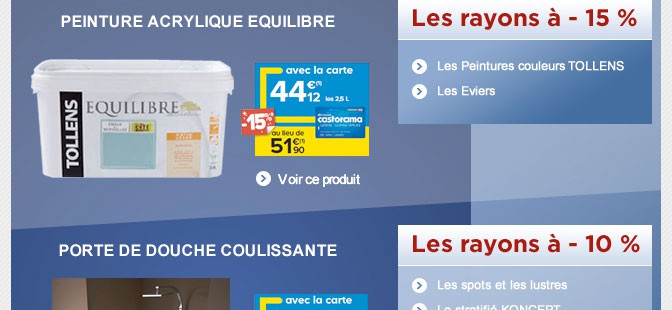 PEINTURE ACRYLIQUE EQUILIBRE
TOLLENS
EQUILIBRE
avec la carte
44€(1)12 les 2,5 L
castorama
-15%
au lieu de
51€(1)90
Voir ce produit
Les rayons à - 15 %
Les Peintures couleurs TOLLENS
Les Eviers
PORTE DE DOUCHE COULISSANTE
avec la carte
Les rayons à - 10 %
Les spots et les lustres
Le stratifié KONCEPT